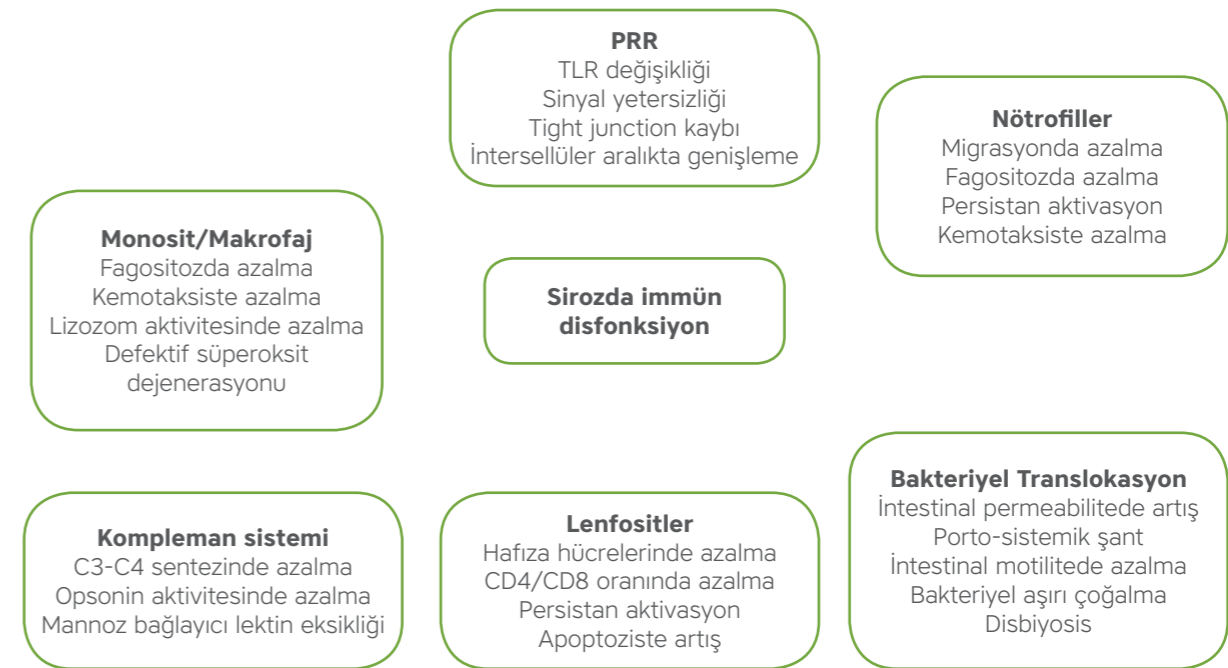 PRR
TLR değişikliği
Sinyal yetersizliği
Tight junction kaybı
İntersellüler aralıkta genişleme
Nötrofiller
Migrasyonda azalma
Fagositozda azalma
Persistan aktivasyon
Kemotaksiste azalma
Monosit/Makrofaj
Fagositozda azalma
Kemotaksiste azalma
Lizozom aktivitesinde azalma
Defektif süperoksit
dejenerasyonu
Sirozda immün
disfonksiyon
Kompleman sistemi
C3-C4 sentezinde azalma
Opsonin aktivitesinde azalma
Mannoz bağlayıcı lektin eksikliği
Lenfositler
Hafıza hücrelerinde azalma
CD4/CD8 oranında azalma
Persistan aktivasyon
Apoptoziste artış
Bakteriyel Translokasyon
İntestinal permeabilitede artış
Porto-sistemik şant
İntestinal motilitede azalma
Bakteriyel aşırı çoğalma
Disbiyosis